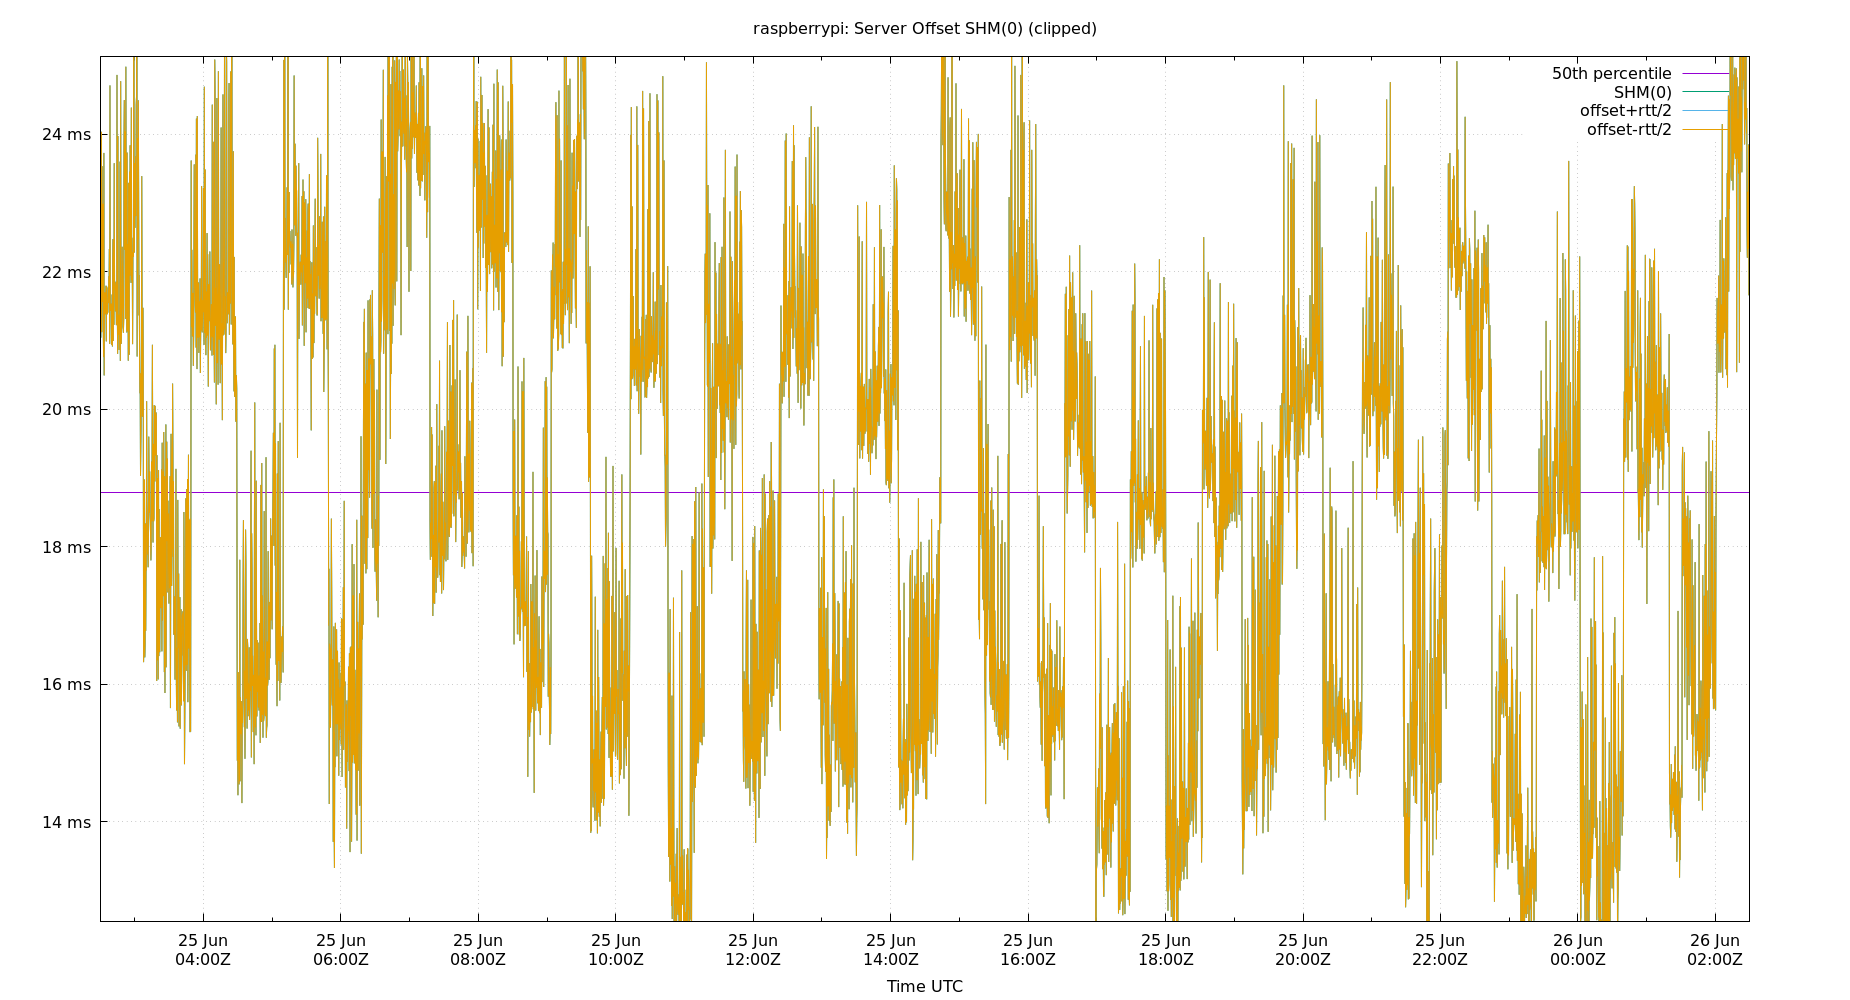 raspberrypi: Server Offset SHM(0) (clipped)
50th percentile
SHM(0)
offset+rtt/2
offset-rtt/2
24 ms
22 ms
20 ms
18 ms
16 ms
14 ms
25 Jun 25 Jun 25 Jun 25 Jun 25 Jun 25 Jun 25 Jun 25 Jun 25 Jun 25 Jun 26 Jun 26 Jun
04:00Z 06:00Z 08:00Z 10:00Z 12:00Z 14:00Z 16:00Z 18:00Z 20:00Z 22:00Z 00:00Z 02:00Z
Time UTC